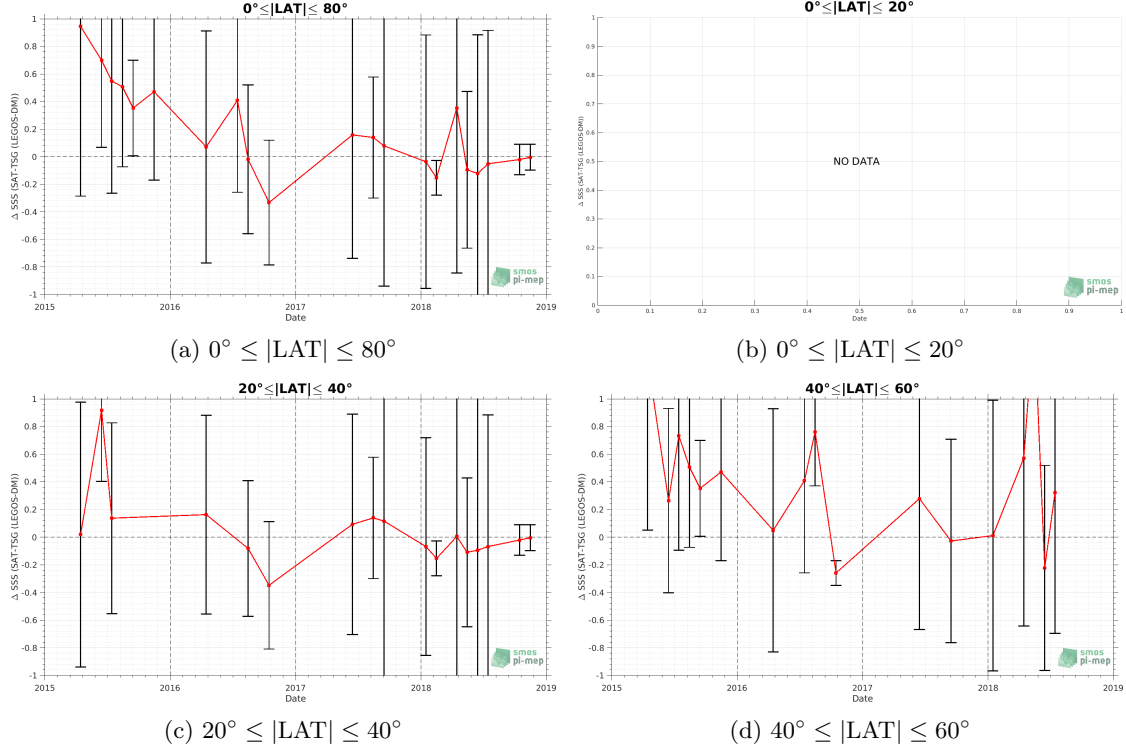 0°≤|LAT|≤ 80°
Δ SSS (SAT-TSG (LEGOS-DMI))
1
0.8
0.6
0.4
0.2
0
-0.2
-0.4
-0.6
-0.8
-1
2015
2016
2017
2018
2019
Date
smos
pi-mep
(a) 0° ≤ |LAT| ≤ 80°
0°≤|LAT|≤ 20°
Δ SSS (SAT-TSG (LEGOS-DMI))
1
0.9
0.8
0.7
0.6
0.5
0.4
0.3
0.2
0.1
0
NO DATA
0
0.1
0.2
0.3
0.4
0.5
0.6
0.7
0.8
0.9
1
Date
smos
pi-mep
(b) 0° ≤ |LAT| ≤ 20°
20°≤|LAT|≤ 40°
Δ SSS (SAT-TSG (LEGOS-DMI))
1
0.8
0.6
0.4
0.2
0
-0.2
-0.4
-0.6
-0.8
-1
2015
2016
2017
2018
2019
Date
smos
pi-mep
(c) 20° ≤ |LAT| ≤ 40°
40°≤|LAT|≤ 60°
Δ SSS (SAT-TSG (LEGOS-DMI))
1
0.8
0.6
0.4
0.2
0
-0.2
-0.4
-0.6
-0.8
-1
2015
2016
2017
2018
2019
Date
smos
pi-mep
(d) 40° ≤ |LAT| ≤ 60°